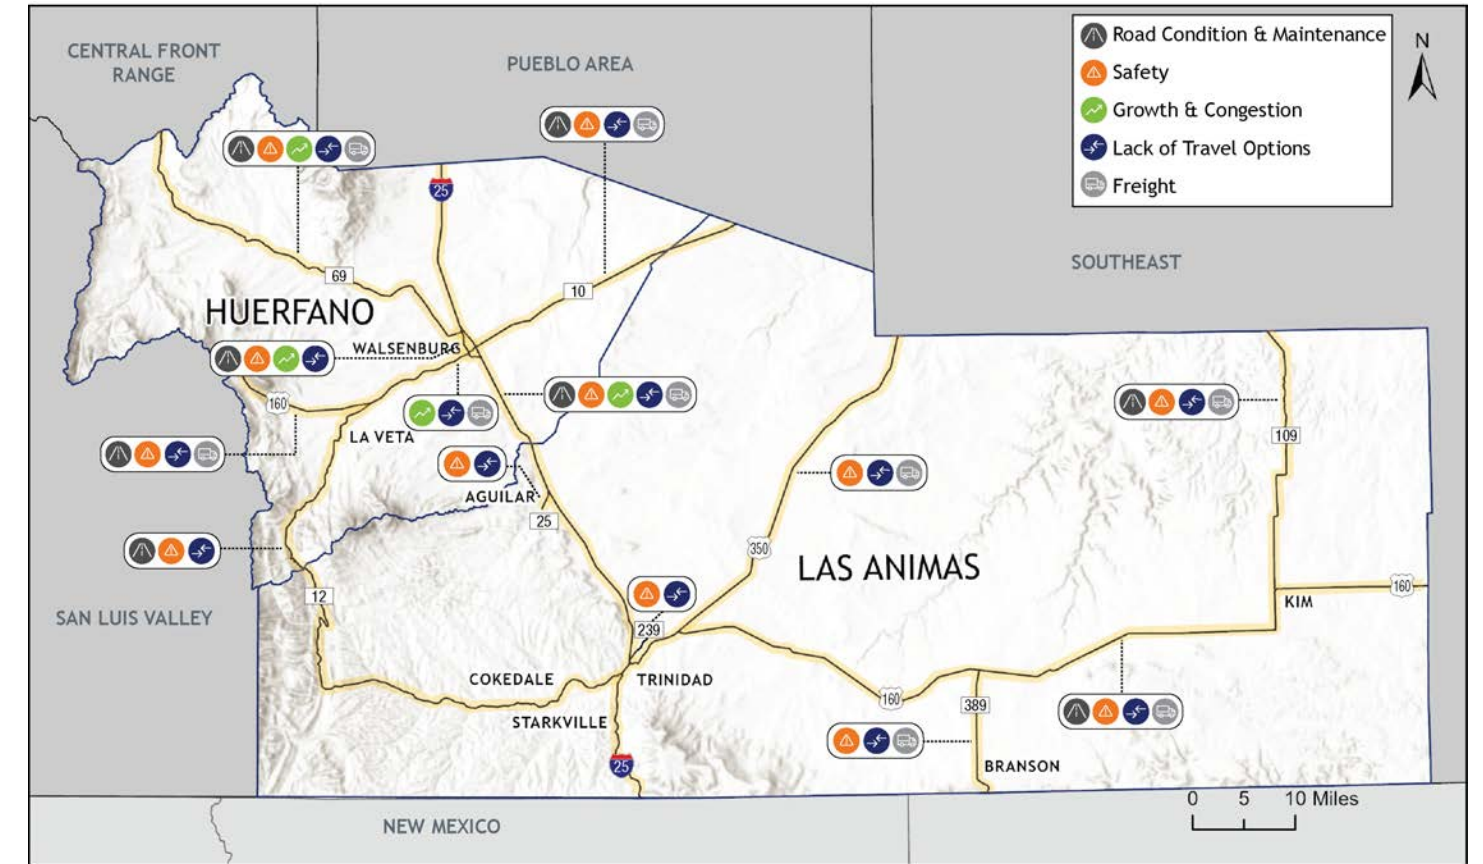 CENTRAL FRONT
RANGE
PUEBLO AREA
Road Condition & Maintenance
Safety
Growth & Congestion
Lack of Travel Options
Freight
N
25
SOUTHEAST
69
10
HUERFANO
WALSENBURG
160
LA VETA
109
AGUILAR
25
350
LAS ANIMAS
12
SAN LUIS VALLEY
239
160
KIM
COKEDALE
TRINIDAD
STARKVILLE
160
389
25
BRANSON
0 5 10 Miles
NEW MEXICO